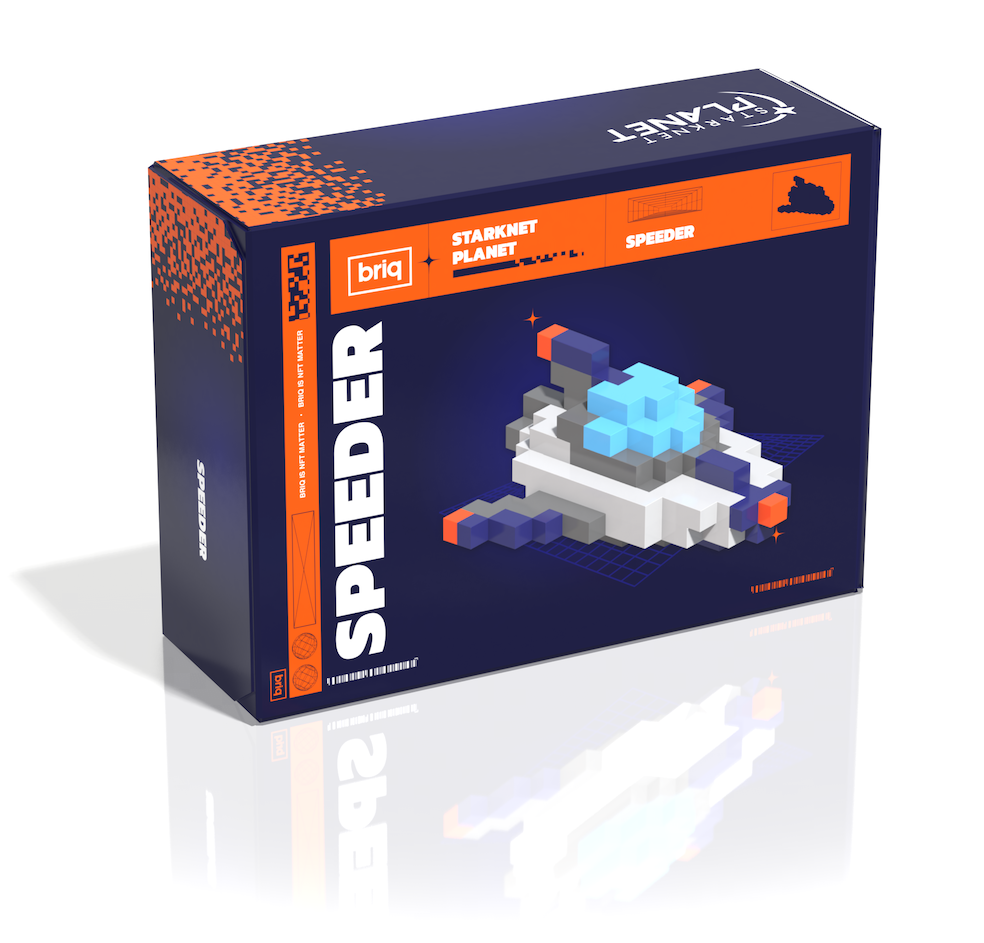 STARKNET
PLANET
briq
STARKNET
PLANET
SPEEDER
BRIQ IS NFT MATTER · BRIQ IS NFT MATTER
SPEEDER
SPEEDER
briq